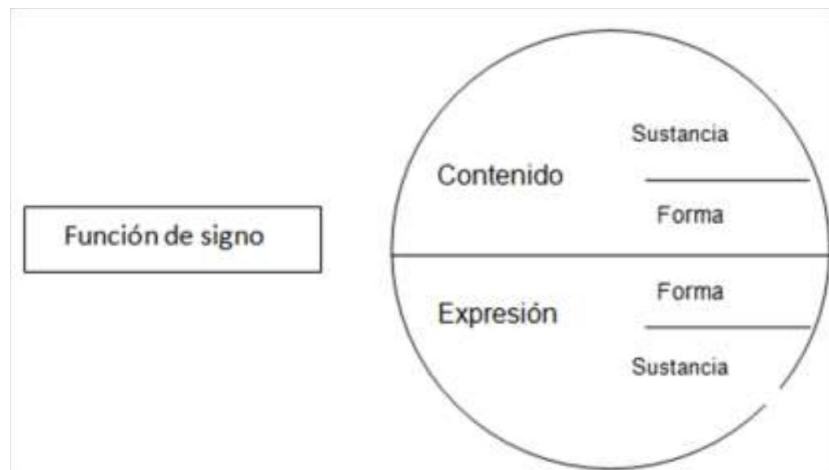 Función de signo
Contenido
Sustancia
Forma
Expresión
Forma
Sustancia